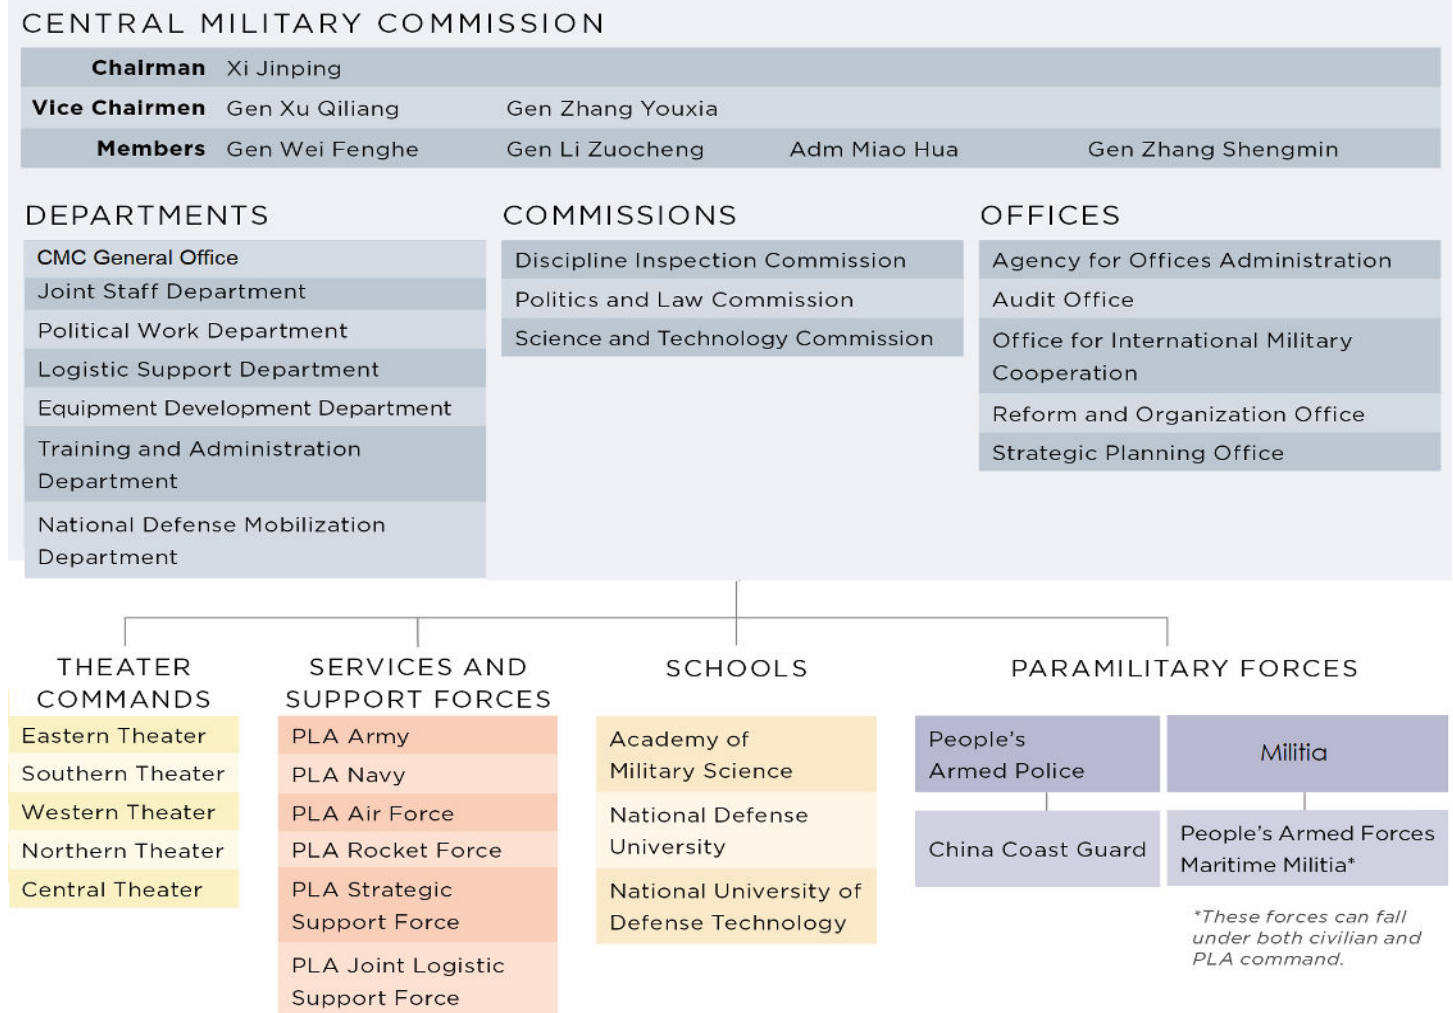 CENTRAL MILITARY COMMISSION
Chairman Xi Jinping
Vice Chairmen Gen Xu Qiliang Gen Zhang Youxia
Members Gen Wei Fenghe Gen Li Zuocheng Adm Miao Hua Gen Zhang Shengmin
DEPARTMENTS
CMC General Office
Joint Staff Department
Political Work Department
Logistic Support Department
Equipment Development Department
Training and Administration
Department
National Defense Mobilization
Department
COMMISSIONS
Discipline Inspection Commission
Politics and Law Commission
Science and Technology Commission
OFFICES
Agency for Offices Administration
Audit Office
Office for International Military
Cooperation
Reform and Organization Office
Strategic Planning Office
THEATER
COMMANDS
Eastern Theater
Southern Theater
Western Theater
Northern Theater
Central Theater
SERVICES AND
SUPPORT FORCES
PLA Army
PLA Navy
PLA Air Force
PLA Rocket Force
PLA Strategic
Support Force
PLA Joint Logistic
Support Force
SCHOOLS
Academy of
Military Science
National Defense
University
National University of
Defense Technology
PARAMILITARY FORCES
People's
Armed Police
China Coast Guard
Militia
People's Armed Forces
Maritime Militia*
*These forces can fall
under both civilian and
PLA command.